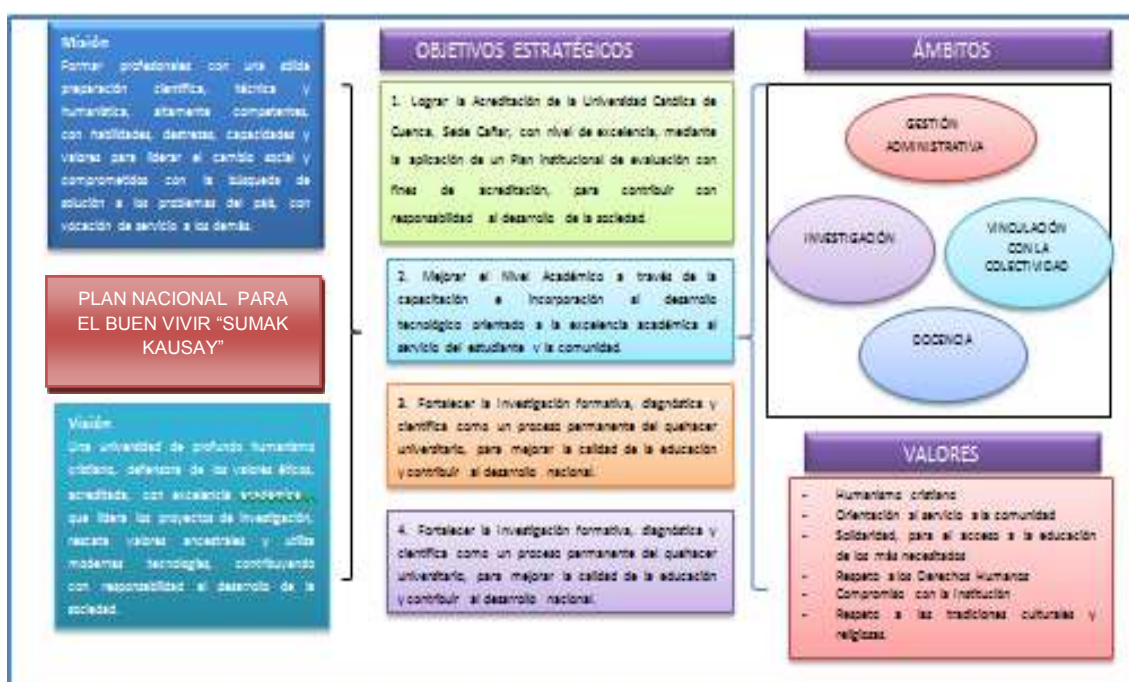 Misión
Formar profesionales con una sólida
preparación científica, técnica y
humanística, altamente competentes,
con habilidades, destrezas, capacidades y
valores para liderar el cambio social y
comprometidos con la búsqueda de
solución a los problemas del país, con
vocación de servicio a los demás.
PLAN NACIONAL PARA
EL BUEN VIVIR “SUMAK
KAUSAY”
Visión
Una universidad de profundo humanismo
cristiano, defensora de los valores éticos,
acreditada, con excelencia académica,
que lidera los proyectos de investigación,
rescata valores ancestrales y utiliza
modernas tecnologías, contribuyendo
con responsabilidad al desarrollo de la
sociedad.
OBJETIVOS ESTRATÉGICOS
1. Lograr la Acreditación de la Universidad Católica de
Cuenca, Sede Cañar, con nivel de excelencia, mediante
la aplicación de un Plan institucional de evaluación con
fines de acreditación, para contribuir con
responsabilidad al desarrollo de la sociedad.
2. Mejorar el Nivel Académico a través de la
capacitación e incorporación al desarrollo
tecnológico orientado a la excelencia académica al
servicio del estudiante y la comunidad.
3. Fortalecer la investigación formativa, diagnóstica y
científica como un proceso permanente del quehacer
universitario, para mejorar la calidad de la educación
y contribuir al desarrollo nacional.
4. Fortalecer la investigación formativa, diagnóstica y
científica como un proceso permanente del quehacer
universitario, para mejorar la calidad de la educación
y contribuir al desarrollo nacional.
ÁMBITOS
GESTIÓN
ADMINISTRATIVA
INVESTIGACIÓN
VINCULACIÓN
CON LA
COLECTIVIDAD
DOCENCIA
VALORES
- Humanismo cristiano
- Orientación al servicio a la comunidad
- Solidaridad, para el acceso a la educación
de los más necesitados
- Respeto a los Derechos Humanos
- Compromiso con la Institución
- Respeto a las tradiciones culturales y
religiosas.